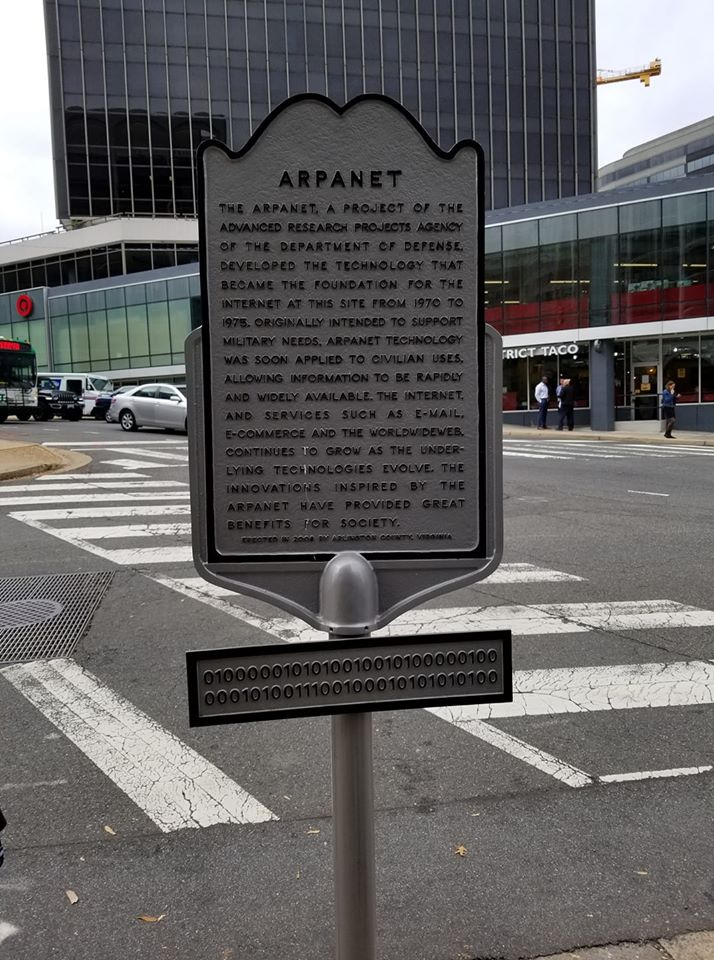 ARPANET
THE ARPANET, A PROJECT OF THE
ADVANCED RESEARCH PROJECTS AGENCY
OF THE DEPARTMENT OF DEFENSE,
DEVELOPED THE TECHNOLOGY THAT
BECAME THE FOUNDATION FOR THE
INTERNET AT THIS SITE FROM 1970 TO
1975. ORIGINALLY INTENDED TO SUPPORT
MILITARY NEEDS, ARPANET TECHNOLOGY
WAS SOON APPLIED TO CIVILIAN USES,
ALLOWING INFORMATION TO BE RAPIDLY
AND WIDELY AVAILABLE. THE INTERNET,
AND SERVICES SUCH AS E-MAIL,
E-COMMERCE AND THE WORLDWIDEWEB,
CONTINUES TO GROW AS THE UNDER-
LYING TECHNOLOGIES EVOLVE. THE
INNOVATIONS INSPIRED BY THE
ARPANET HAVE PROVIDED GREAT
BENEFITS FOR SOCIETY.
ERECTED IN 2008 BY ARLINGTON COUNTY, VIRGINIA
0100000101010010010100000100
0001010011100100010101010100
TRICT TACO